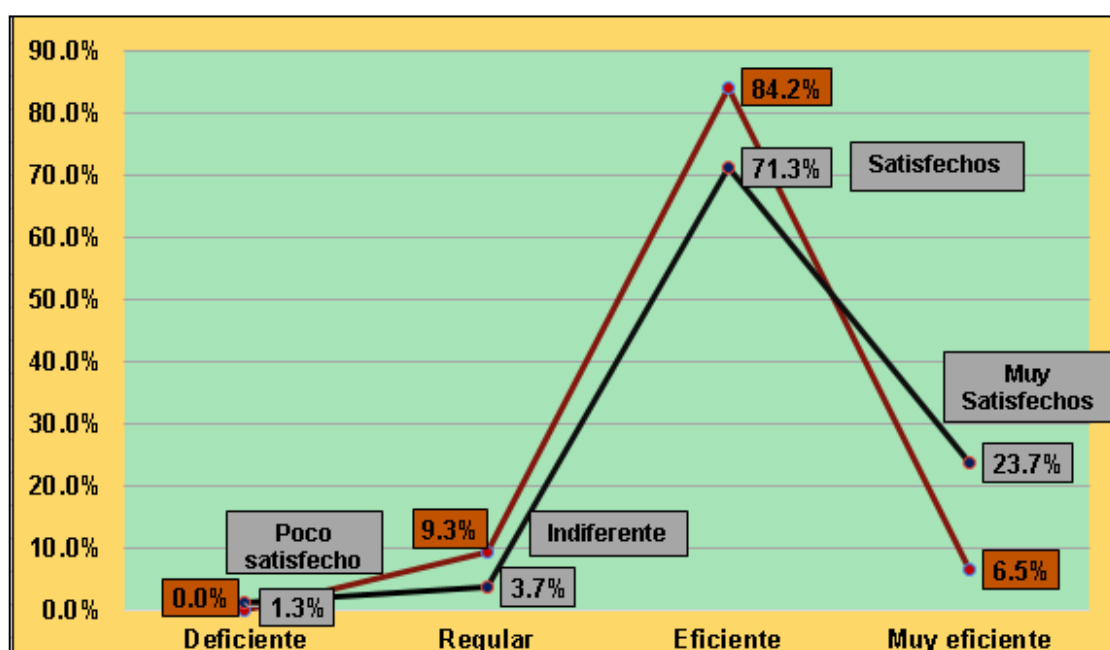 90.0%
84.2%
80.0%
Satisfechos
71.3%
70.0%
60.0%
50.0%
40.0%
Muy
Satisfechos
30.0%
23.7%
20.0%
Poco
satisfecho
9.3%
Indiferente
10.0%
6.5%
3.7%
0.0%
1.3%
0.0%
Deficiente Regular Eficiente Muy eficiente